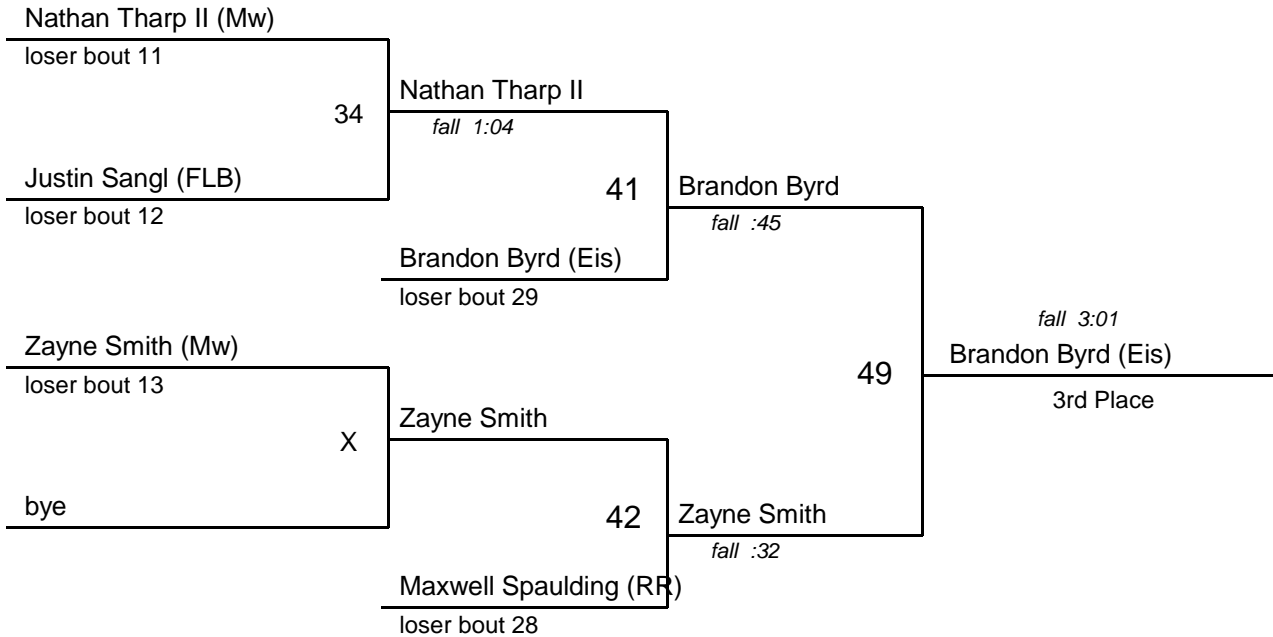 Nathan Tharp II (Mw)
loser bout 11
34
Justin Sangl (FLB)
loser bout 12
Nathan Tharp II
fall 1:04
41
Brandon Byrd (Eis)
loser bout 29
Brandon Byrd
fall :45
Zayne Smith (Mw)
loser bout 13
X
bye
Zayne Smith
42
Maxwell Spaulding (RR)
loser bout 28
Zayne Smith
fall :32
49
fall 3:01
Brandon Byrd (Eis)
3rd Place